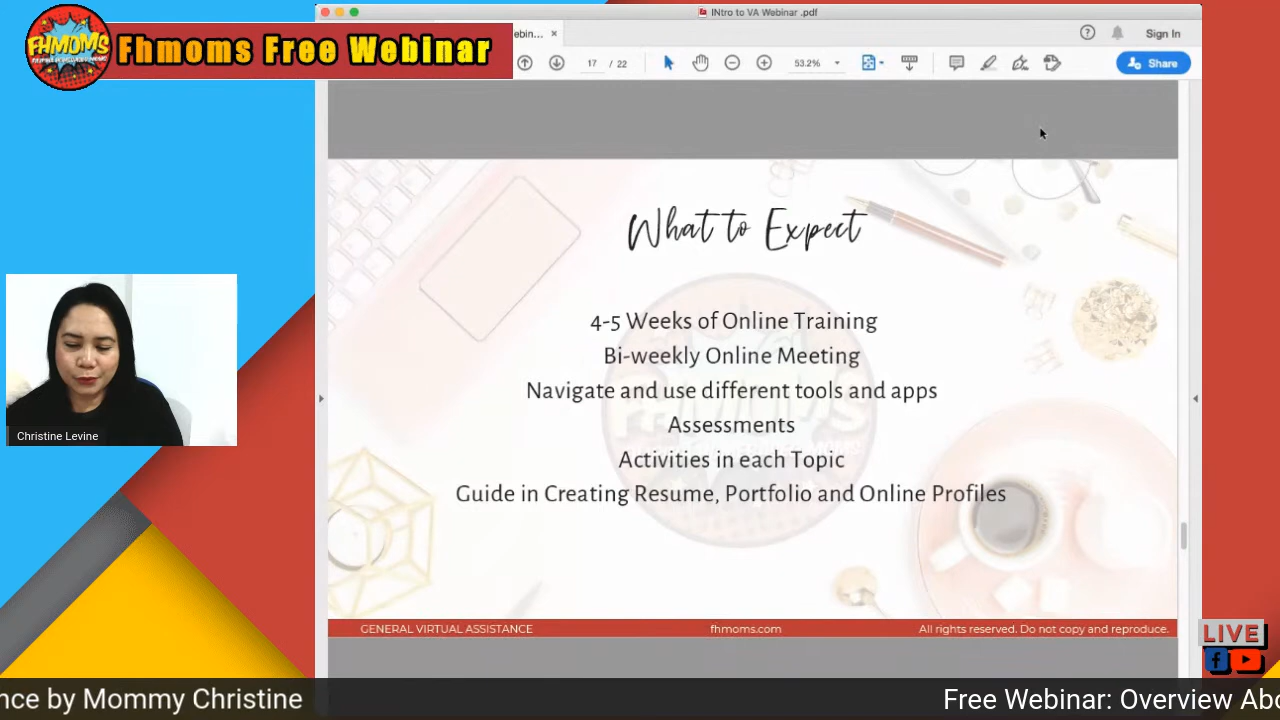 FHMOMS
Fhmoms Free Webinar
INtro to VA Webinar .pdf
ebin... ×
17 / 22
53.2%
Sign In
Share
What to Expect
4-5 Weeks of Online Training
Bi-weekly Online Meeting
Navigate and use different tools and apps
Assessments
Activities in each Topic
Guide in Creating Resume, Portfolio and Online Profiles
FHMOMS
Christine Levine
GENERAL VIRTUAL ASSISTANCE
fhmoms.com
All rights reserved. Do not copy and reproduce.
LIVE
nce by Mommy Christine
Free Webinar: Overview Abo